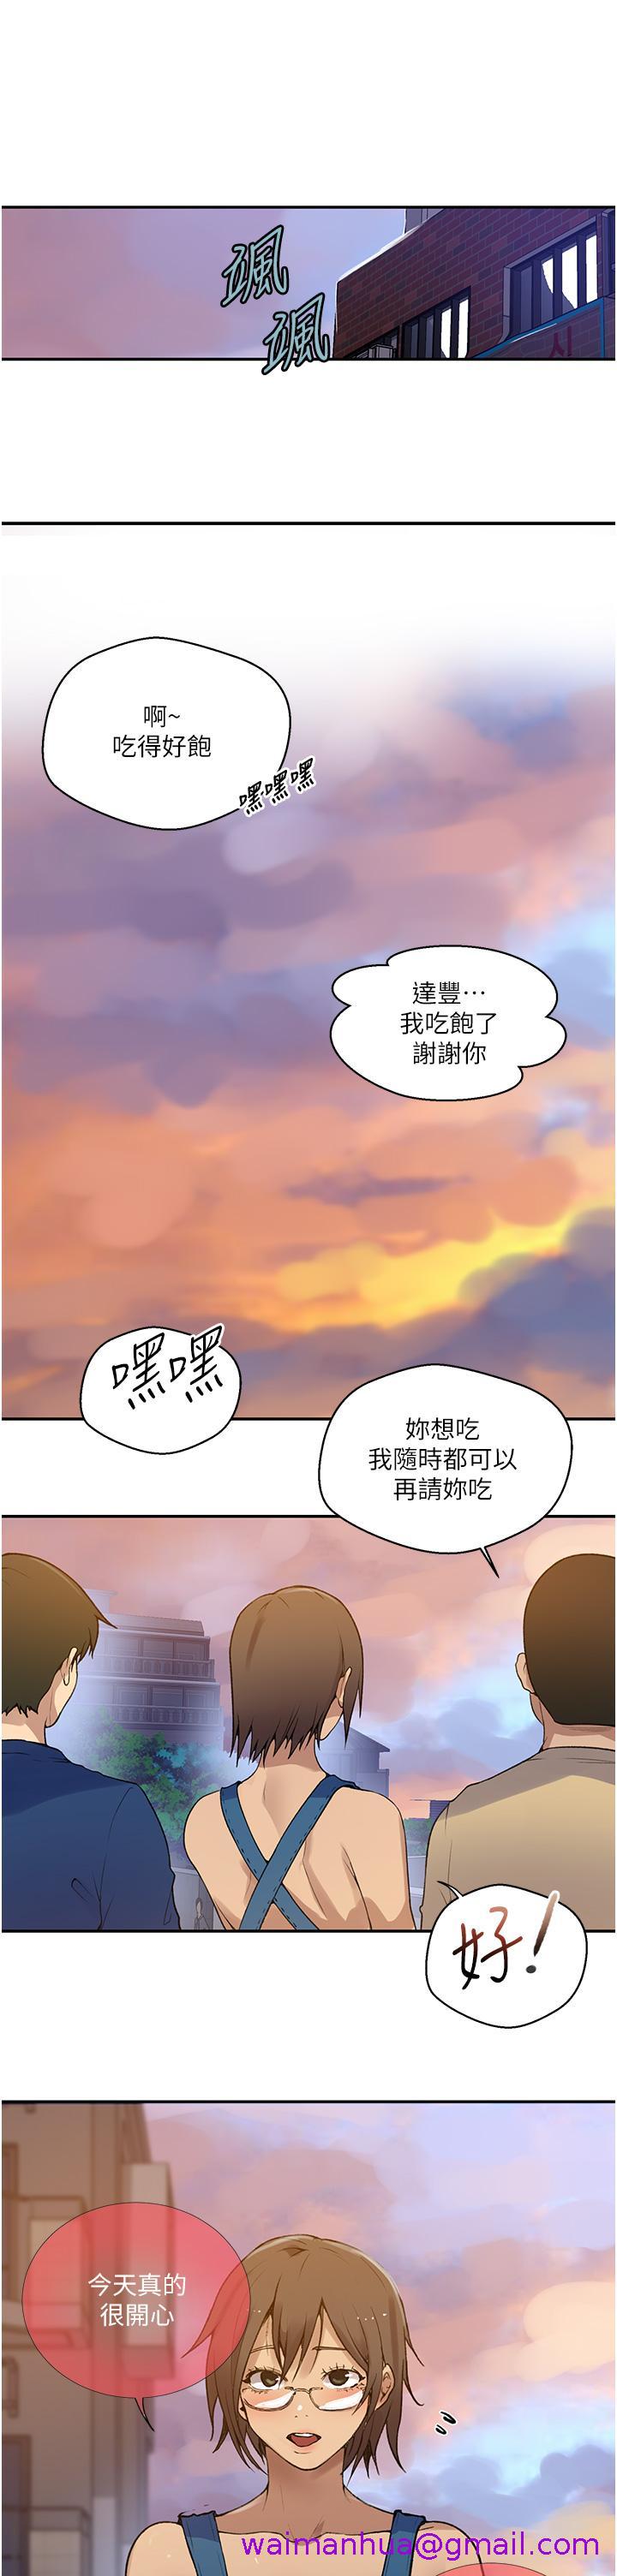 颯
颯
啊~
吃得好飽
嘿嘿嘿
達豐…
我吃飽了
謝謝你
嘿嘿
妳想吃
我隨時都可以
再請妳吃
好!
今天真的
很開心
waimanhua@gmail.com